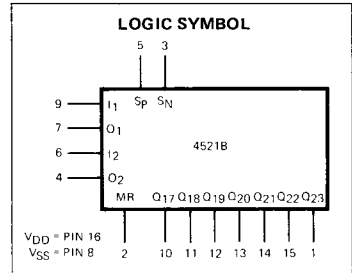 LOGIC SYMBOL
5 3
9 I1 SP SN
7 O1
4521B
6 I2
4 O2
MR Q17 Q18 Q19 Q20 Q21 Q22 Q23
VDD = PIN 16
VSS = PIN 8 2 10 11 12 13 14 15 1